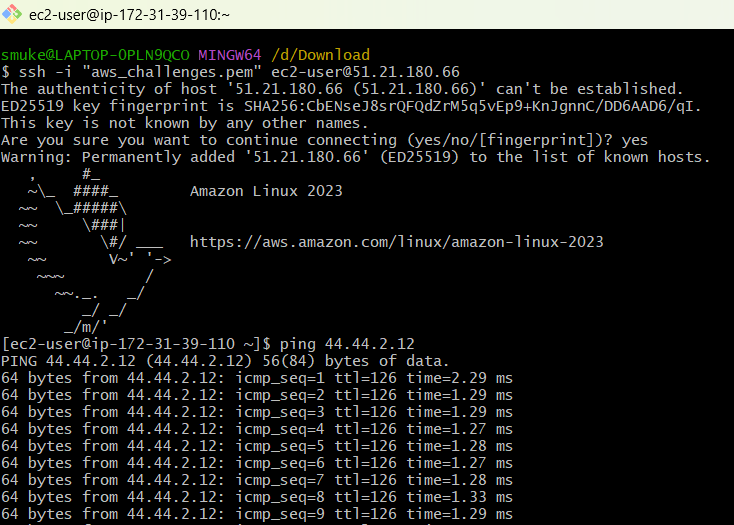 ec2-user@ip-172-31-39-110:~
smuke@LAPTOP-0PLN9QCO MINGW64 /d/Download
$ ssh -i "aws_challenges.pem" ec2-user@51.21.180.66
The authenticity of host '51.21.180.66 (51.21.180.66)' can't be established.
ED25519 key fingerprint is SHA256:CbENseJ8srQFQdZrM5q5vEp9+KnJgnnC/DD6AAD6/qI.
This key is not known by any other names.
Are you sure you want to continue connecting (yes/no/[fingerprint])? yes
Warning: Permanently added '51.21.180.66' (ED25519) to the list of known hosts.
   ,     #_
   ~\_  ####_        Amazon Linux 2023
  ~~  \_#####\
  ~~     \###|
  ~~       \#/ ___   https://aws.amazon.com/linux/amazon-linux-2023
   ~~       V~' '->
    ~~~         /
      ~~._.   _/
         _/ _/
       _/m/'
[ec2-user@ip-172-31-39-110 ~]$ ping 44.44.2.12
PING 44.44.2.12 (44.44.2.12) 56(84) bytes of data.
64 bytes from 44.44.2.12: icmp_seq=1 ttl=126 time=2.29 ms
64 bytes from 44.44.2.12: icmp_seq=2 ttl=126 time=1.29 ms
64 bytes from 44.44.2.12: icmp_seq=3 ttl=126 time=1.29 ms
64 bytes from 44.44.2.12: icmp_seq=4 ttl=126 time=1.27 ms
64 bytes from 44.44.2.12: icmp_seq=5 ttl=126 time=1.28 ms
64 bytes from 44.44.2.12: icmp_seq=6 ttl=126 time=1.27 ms
64 bytes from 44.44.2.12: icmp_seq=7 ttl=126 time=1.28 ms
64 bytes from 44.44.2.12: icmp_seq=8 ttl=126 time=1.33 ms
64 bytes from 44.44.2.12: icmp_seq=9 ttl=126 time=1.29 ms